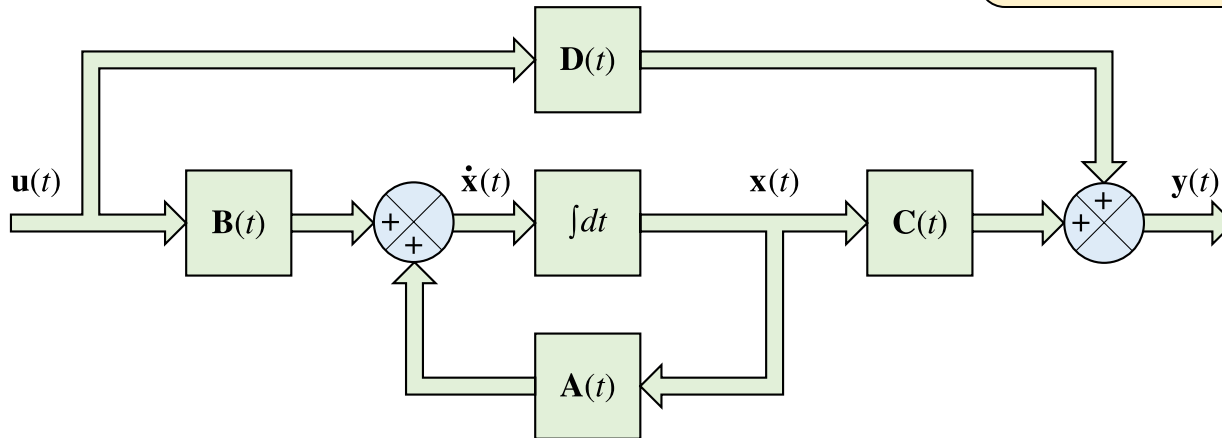 D(t)
u(t)
ẋ(t)
x(t)
y(t)
B(t)
+
+
∫dt
C(t)
+
+
A(t)